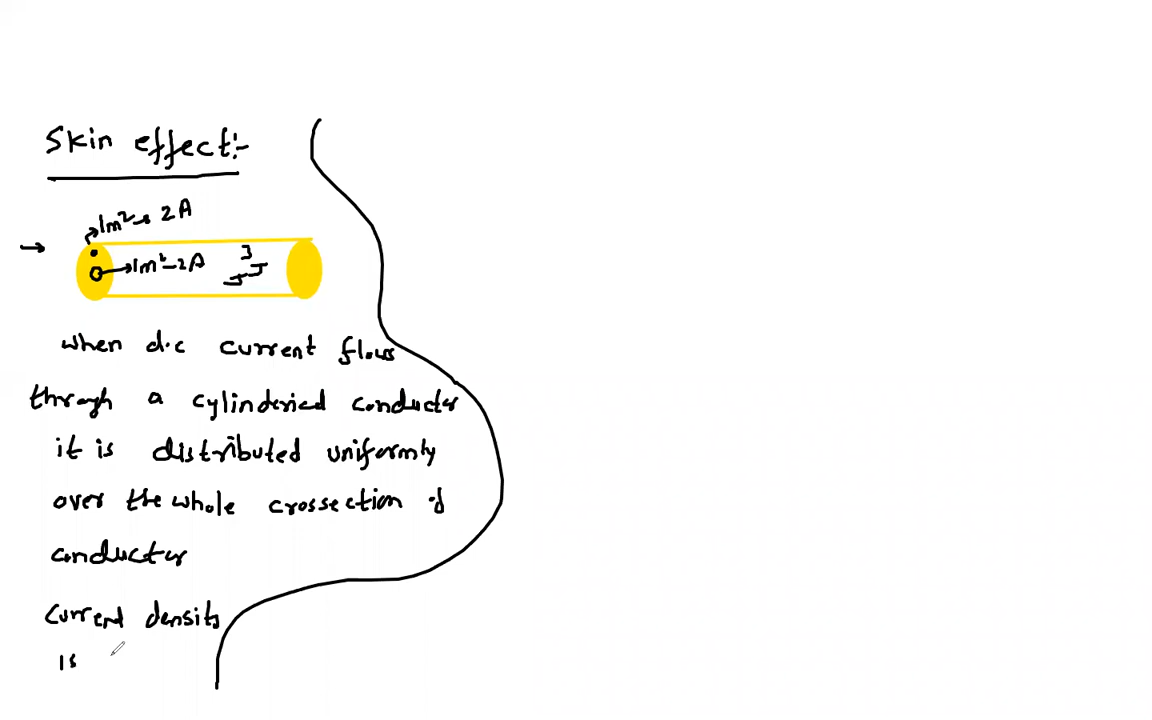 Skin effect:-
→ 1m² → 2A
→ 1m² - 2A J
J J
when d.c current flows
through a cylinderical conductor
it is distributed uniformly
over the whole crossection of
conductor
current density
is